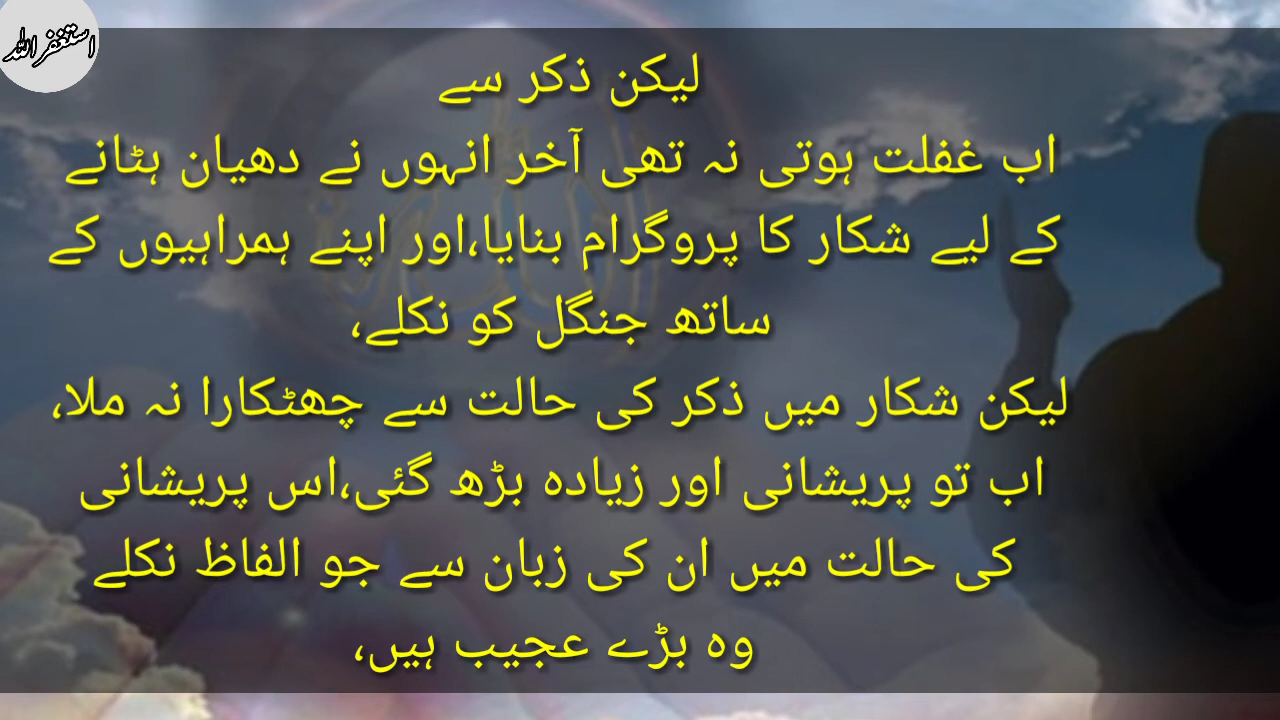 استغفر اللہ
لیکن ذکر سے
اب غفلت ہوتی نہ تھی آخر انہوں نے دھیان ہٹانے
کے لیے شکار کا پروگرام بنایا،اور اپنے ہمراہیوں کے
ساتھ جنگل کو نکلے،
لیکن شکار میں ذکر کی حالت سے چھٹکارا نہ ملا،
اب تو پریشانی اور زیادہ بڑھ گئی،اس پریشانی
کی حالت میں ان کی زبان سے جو الفاظ نکلے
وہ بڑے عجیب ہیں،